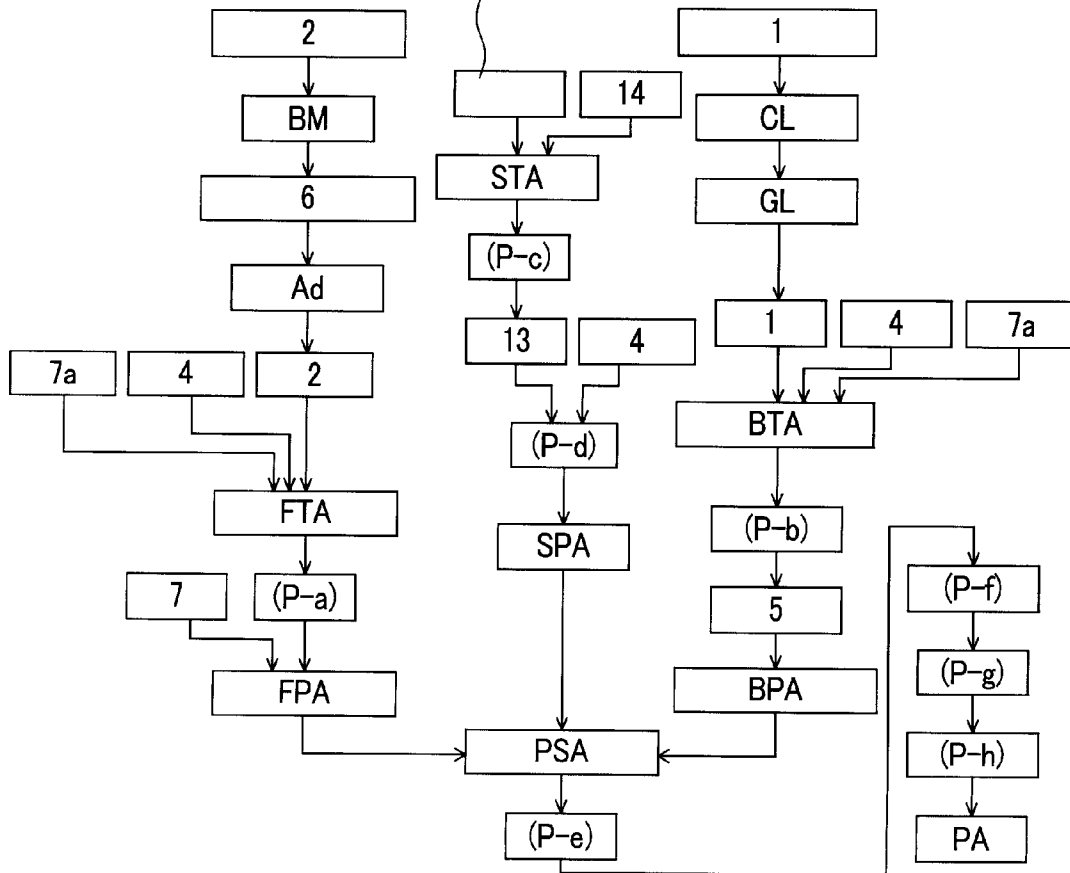 2
1
14
BM
CL
STA
6
GL
(P-c)
Ad
13
4
1
4
7a
7a
4
2
BTA
(P-d)
FTA
SPA
(P-b)
(P-f)
7
(P-a)
5
(P-g)
FPA
BPA
PSA
(P-h)
(P-e)
PA